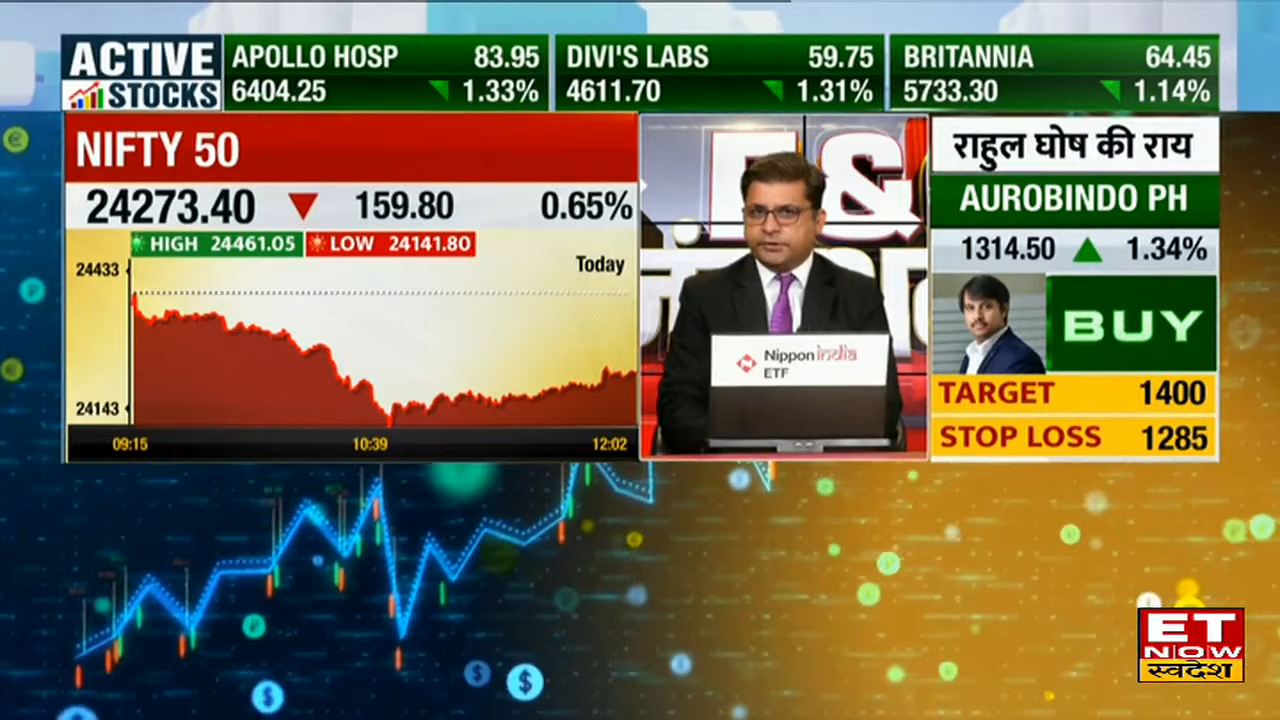 ACTIVE STOCKS
APOLLO HOSP 83.95
6404.25 1.33%
DIVI'S LABS 59.75
4611.70 1.31%
BRITANNIA 64.45
5733.30 1.14%
NIFTY 50
24273.40 159.80 0.65%
HIGH 24461.05 LOW 24141.80
Today
24433
24143
09:15 10:39 12:02
Nippon india
ETF
राहुल घोष की राय
AUROBINDO PH
1314.50 1.34%
BUY
TARGET 1400
STOP LOSS 1285
ET
NOW
स्वदेश